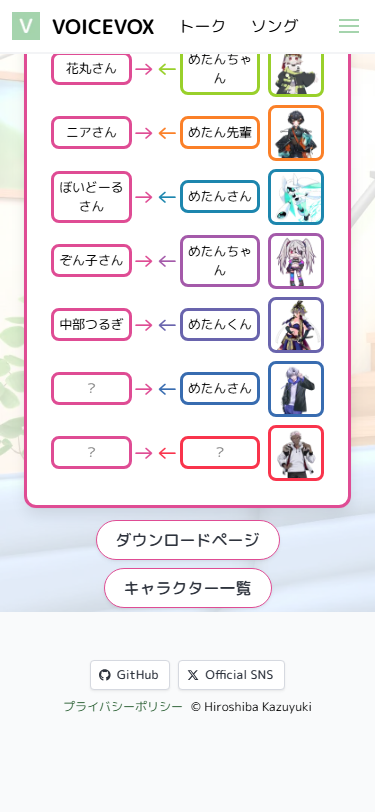 V VOICEVOX トーク ソング
花丸さん めたんちゃ
ん
ニアさん めたん先輩
ぼいどーる
さん めたさん
ぞん子さん めたんちゃ
ん
中部つるぎ めたんくん
? めたんさん
? ?
ダウンロードページ
キャラクター一覧
GitHub Official SNS
プライバシーポリシー © Hiroshiba Kazuyuki